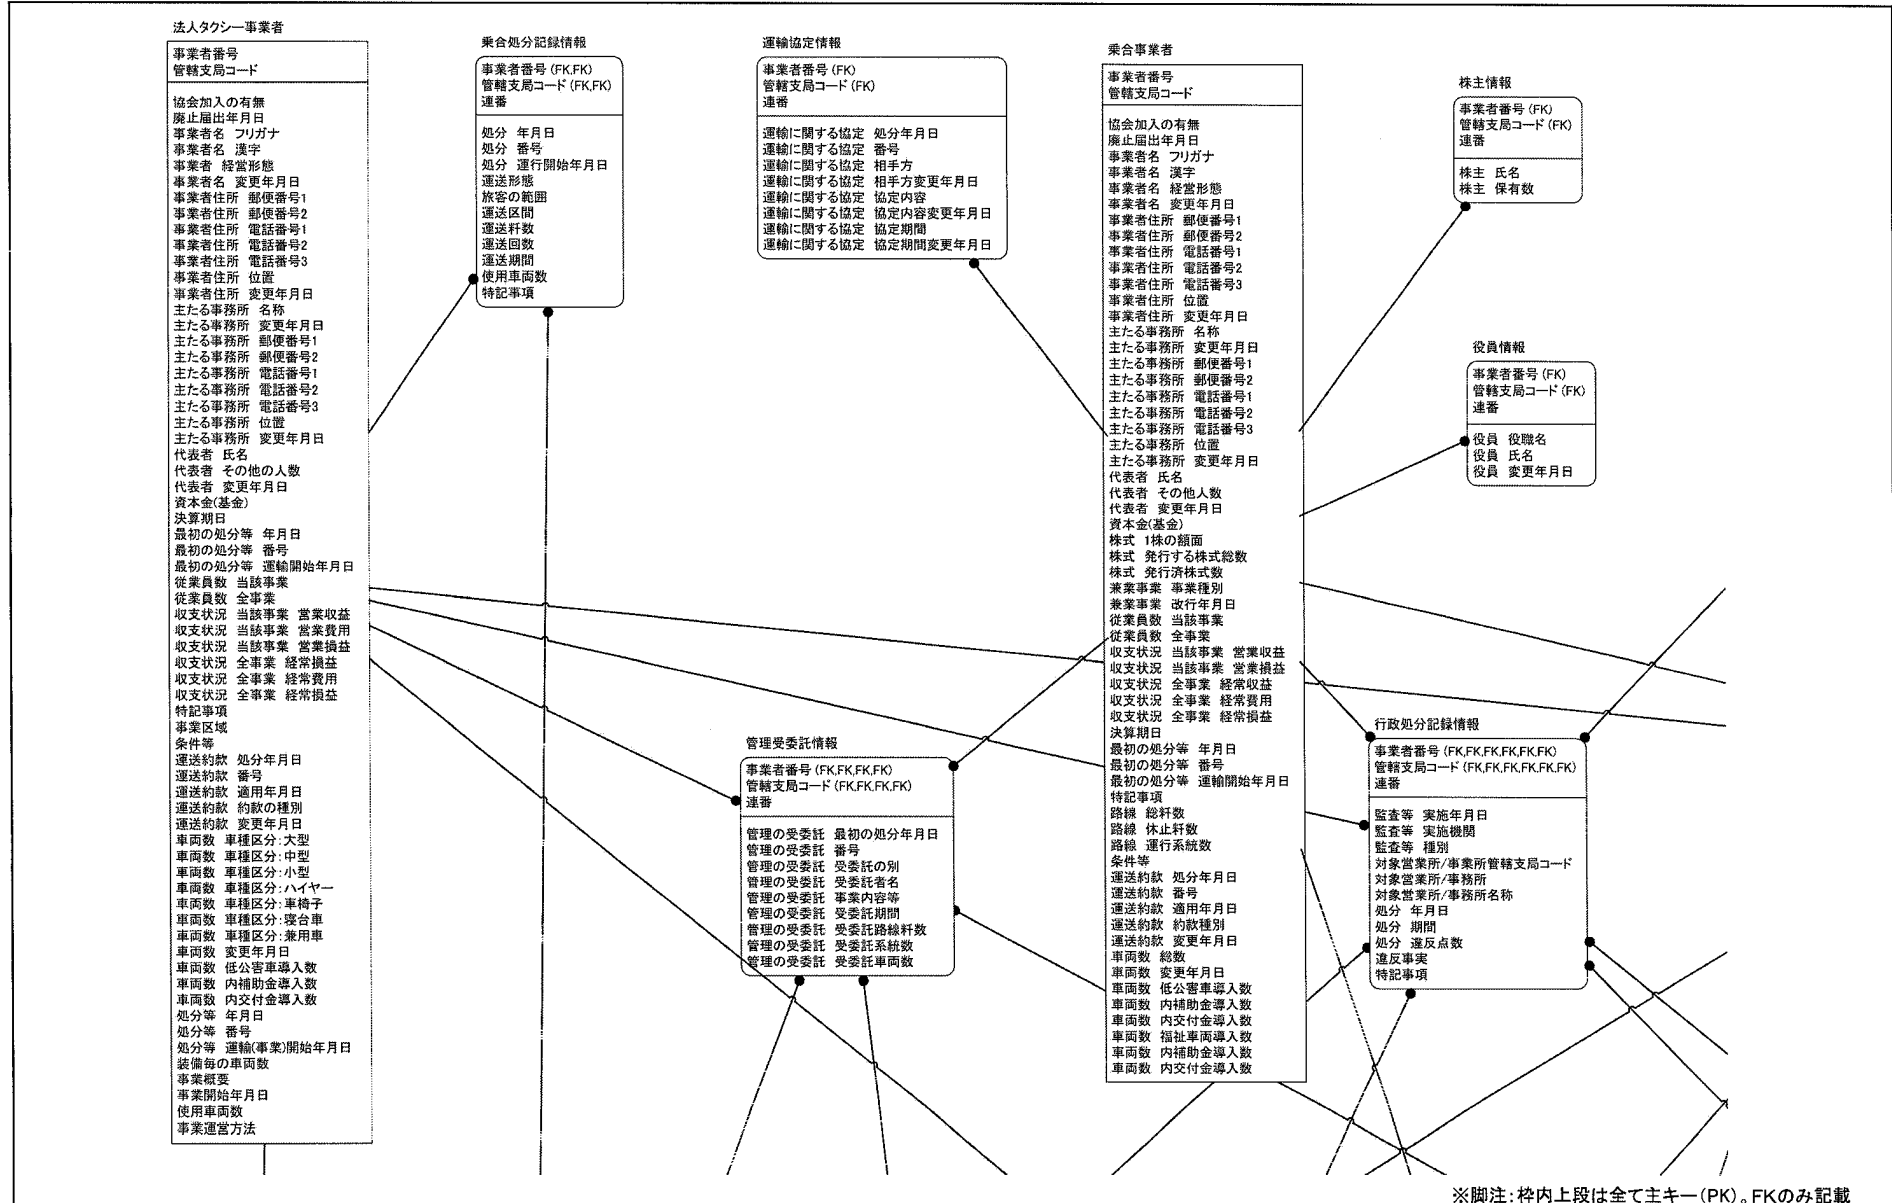 法人タクシー事業者
事業者番号
管轄支局コード
協会加入の有無
廃止届出年月日
事業者名 フリガナ
事業者名 漢字
事業者 経営形態
事業者名 変更年月日
事業者住所 郵便番号1
事業者住所 郵便番号2
事業者住所 電話番号1
事業者住所 電話番号2
事業者住所 電話番号3
事業者住所 位置
事業者住所 変更年月日
主たる事務所 名称
主たる事務所 変更年月日
主たる事務所 郵便番号1
主たる事務所 郵便番号2
主たる事務所 電話番号1
主たる事務所 電話番号2
主たる事務所 電話番号3
主たる事務所 位置
主たる事務所 変更年月日
代表者 氏名
代表者 その他の人数
代表者 変更年月日
資本金(基金)
決算期日
最初の処分等 年月日
最初の処分等 番号
最初の処分等 運輸開始年月日
従業員数 当該事業
従業員数 全事業
収支状況 当該事業 営業収益
収支状況 当該事業 営業費用
収支状況 当該事業 営業損益
収支状況 全事業 経常損益
収支状況 全事業 経常費用
収支状況 全事業 経常損益
特記事項
事業区域
条件等
運送約款 処分年月日
運送約款 番号
運送約款 適用年月日
運送約款 約款の種別
運送約款 変更年月日
車両数 車種区分:大型
車両数 車種区分:中型
車両数 車種区分:小型
車両数 車種区分:ハイヤー
車両数 車種区分:車椅子
車両数 車種区分:寝台車
車両数 車種区分:兼用車
車両数 変更年月日
車両数 低公害車導入数
車両数 内補助金導入数
車両数 内交付金導入数
処分等 年月日
処分等 番号
処分等 運輸(事業)開始年月日
装備毎の車両数
事業概要
事業開始年月日
使用車両数
事業運営方法
乗合処分記録情報
事業者番号 (FK,FK)
管轄支局コード (FK,FK)
連番
処分 年月日
処分 番号
処分 運行開始年月日
運送形態
旅客の範囲
運送区間
運送粁数
運送回数
運送期間
使用車両数
特記事項
運輸協定情報
事業者番号 (FK)
管轄支局コード (FK)
連番
運輸に関する協定 処分年月日
運輸に関する協定 番号
運輸に関する協定 相手方
運輸に関する協定 相手方変更年月日
運輸に関する協定 協定内容
運輸に関する協定 協定内容変更年月日
運輸に関する協定 協定期間
運輸に関する協定 協定期間変更年月日
管理受委託情報
事業者番号 (FK,FK,FK,FK)
管轄支局コード (FK,FK,FK,FK)
連番
管理の受委託 最初の処分年月日
管理の受委託 番号
管理の受委託 受委託の別
管理の受委託 受委託者名
管理の受委託 事業内容等
管理の受委託 受委託期間
管理の受委託 受委託路線粁数
管理の受委託 受委託系統数
管理の受委託 受委託車両数
乗合事業者
事業者番号
管轄支局コード
協会加入の有無
廃止届出年月日
事業者名 フリガナ
事業者名 漢字
事業者名 経営形態
事業者名 変更年月日
事業者住所 郵便番号1
事業者住所 郵便番号2
事業者住所 電話番号1
事業者住所 電話番号2
事業者住所 電話番号3
事業者住所 位置
事業者住所 変更年月日
主たる事務所 名称
主たる事務所 変更年月日
主たる事務所 郵便番号1
主たる事務所 郵便番号2
主たる事務所 電話番号1
主たる事務所 電話番号2
主たる事務所 電話番号3
主たる事務所 位置
主たる事務所 変更年月日
代表者 氏名
代表者 その他人数
代表者 変更年月日
資本金(基金)
株式 1株の額面
株式 発行する株式総数
株式 発行済株式数
兼業事業 事業種別
兼業事業 改行年月日
従業員数 当該事業
従業員数 全事業
収支状況 当該事業 営業収益
収支状況 当該事業 営業損益
収支状況 全事業 経常収益
収支状況 全事業 経常費用
収支状況 全事業 経常損益
決算期日
最初の処分等 年月日
最初の処分等 番号
最初の処分等 運輸開始年月日
特記事項
路線 総粁数
路線 休止粁数
路線 運行系統数
条件等
運送約款 処分年月日
運送約款 番号
運送約款 適用年月日
運送約款 約款種別
運送約款 変更年月日
車両数 総数
車両数 変更年月日
車両数 低公害車導入数
車両数 内補助金導入数
車両数 内交付金導入数
車両数 福祉車両導入数
車両数 内補助金導入数
車両数 内交付金導入数
株主情報
事業者番号 (FK)
管轄支局コード (FK)
連番
株主 氏名
株主 保有数
役員情報
事業者番号 (FK)
管轄支局コード (FK)
連番
役員 役職名
役員 氏名
役員 変更年月日
行政処分記録情報
事業者番号 (FK,FK,FK,FK,FK,FK)
管轄支局コード (FK,FK,FK,FK,FK,FK)
連番
監査等 実施年月日
監査等 実施機関
監査等 種別
対象営業所/事業所管轄支局コード
対象営業所/事務所
対象営業所/事務所名称
処分 年月日
処分 期間
処分 違反点数
違反事実
特記事項
※脚注:枠内上段は全て主キー(PK)。FKのみ記載